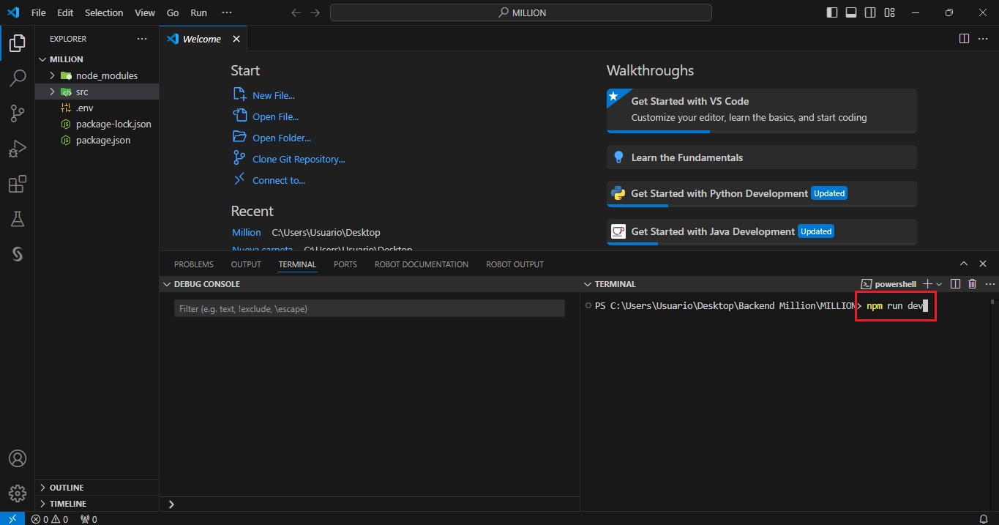 File Edit Selection View Go Run ···
MILLION
EXPLORER ···
MILLION
node_modules
src
.env
package-lock.json
package.json
OUTLINE
TIMELINE
Welcome
Start
New File...
Open File...
Open Folder...
Clone Git Repository...
Connect to...
Recent
Million C:\Users\Usuario\Desktop
Nueva carpeta C:\Users\Usuario\Desktop
Walkthroughs
Get Started with VS Code
Customize your editor, learn the basics, and start coding
Learn the Fundamentals
Get Started with Python Development Updated
Get Started with Java Development Updated
PROBLEMS OUTPUT TERMINAL PORTS ROBOT DOCUMENTATION ROBOT OUTPUT
DEBUG CONSOLE
Filter (e.g. text, !exclude, \escape)
TERMINAL
powershell
PS C:\Users\Usuario\Desktop\Backend Million\MILLION> npm run dev
0 0 0